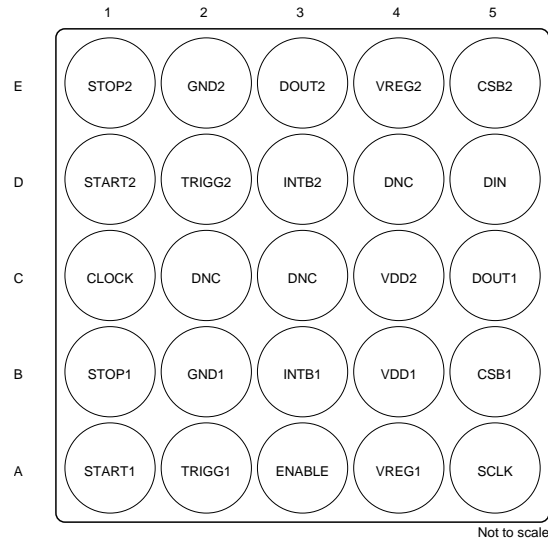 1 2 3 4 5
E STOP2 GND2 DOUT2 VREG2 CSB2
D START2 TRIGG2 INTB2 DNC DIN
C CLOCK DNC DNC VDD2 DOUT1
B STOP1 GND1 INTB1 VDD1 CSB1
A START1 TRIGG1 ENABLE VREG1 SCLK
Not to scale